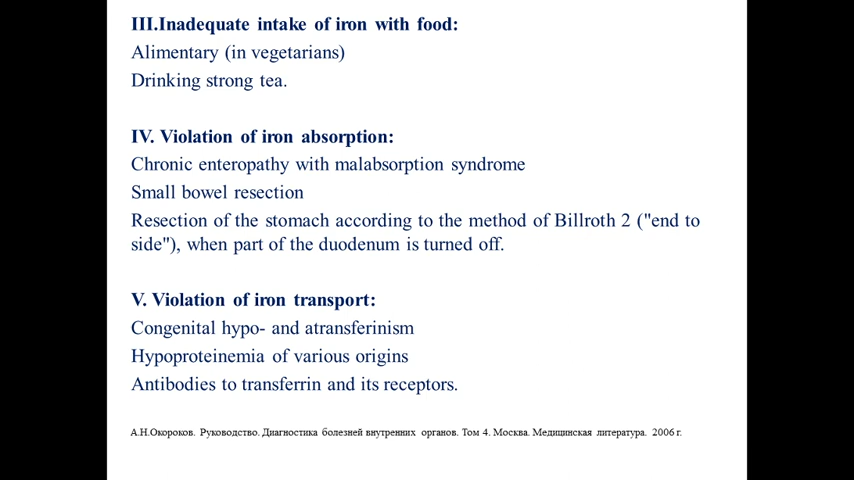 III.Inadequate intake of iron with food:
Alimentary (in vegetarians)
Drinking strong tea.
IV. Violation of iron absorption:
Chronic enteropathy with malabsorption syndrome
Small bowel resection
Resection of the stomach according to the method of Billroth 2 ("end to
side"), when part of the duodenum is turned off.
V. Violation of iron transport:
Congenital hypo- and atransferinism
Hypoproteinemia of various origins
Antibodies to transferrin and its receptors.
А.Н.Окороков. Руководство. Диагностика болезней внутренних органов. Том 4. Москва. Медицинская литература. 2006 г.